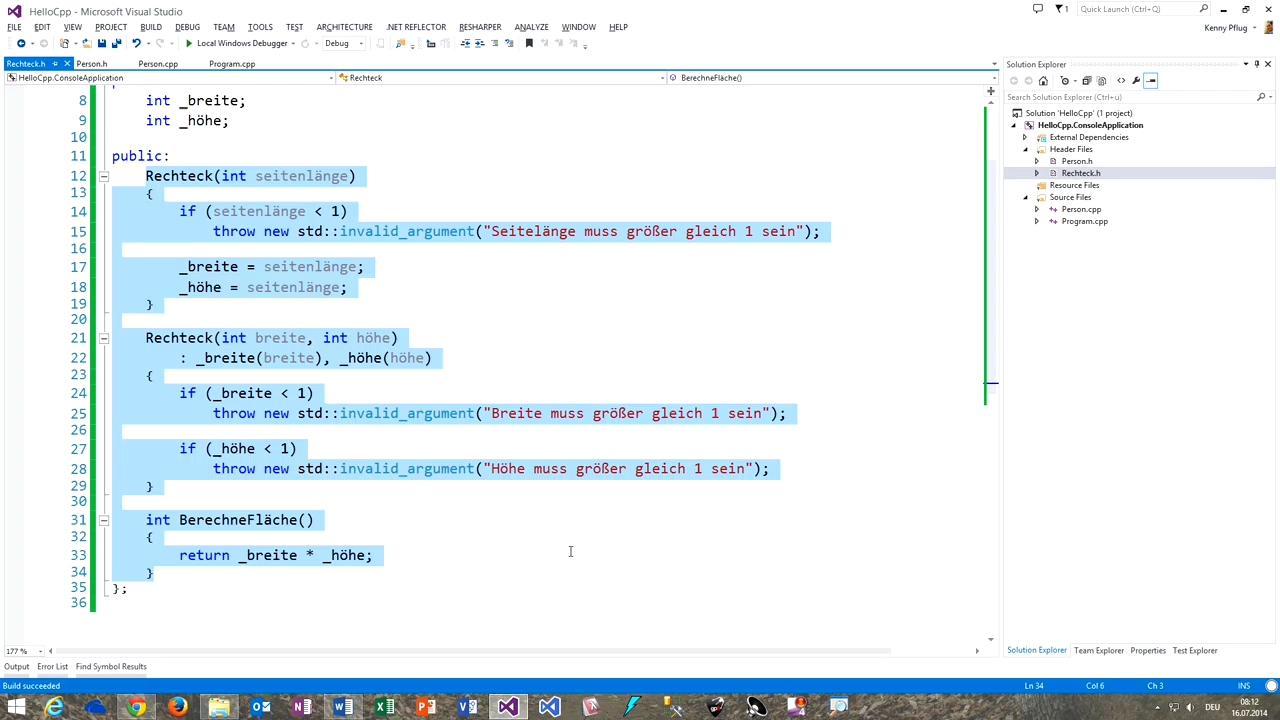 HelloCpp - Microsoft Visual Studio
1
Quick Launch (Ctrl+Q)
FILE EDIT VIEW PROJECT BUILD DEBUG TEAM TOOLS TEST ARCHITECTURE .NET REFLECTOR RESHARPER ANALYZE WINDOW HELP
Kenny Pflug
Local Windows Debugger
Debug
Rechteck.h Person.h Person.cpp Program.cpp
HelloCpp.ConsoleApplication Rechteck BerechneFläche()
8 int _breite;
9 int _höhe;
10
11 public:
12 Rechteck(int seitenlänge)
13 {
14 if (seitenlänge < 1)
15 throw new std::invalid_argument("Seitelänge muss größer gleich 1 sein");
16
17 _breite = seitenlänge;
18 _höhe = seitenlänge;
19 }
20
21 Rechteck(int breite, int höhe)
22 : _breite(breite), _höhe(höhe)
23 {
24 if (_breite < 1)
25 throw new std::invalid_argument("Breite muss größer gleich 1 sein");
26
27 if (_höhe < 1)
28 throw new std::invalid_argument("Höhe muss größer gleich 1 sein");
29 }
30
31 int BerechneFläche()
32 {
33 return _breite * _höhe;
34 }
35 };
36
177 %
Solution Explorer
Search Solution Explorer (Ctrl+ü)
Solution 'HelloCpp' (1 project)
HelloCpp.ConsoleApplication
External Dependencies
Header Files
Person.h
Rechteck.h
Resource Files
Source Files
Person.cpp
Program.cpp
Solution Explorer Team Explorer Properties Test Explorer
Output Error List Find Symbol Results
Build succeeded
Ln 34 Col 6 Ch 3 INS
DEU
08:12
16.07.2014